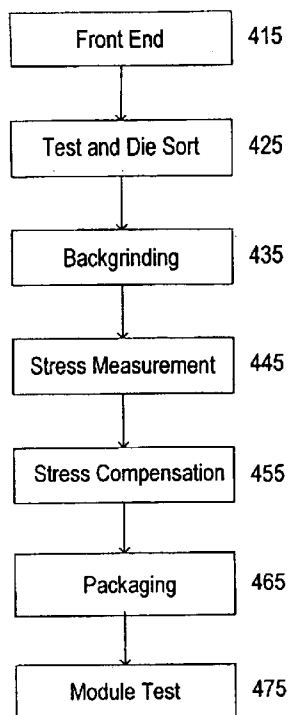 Front End 415
Test and Die Sort 425
Backgrinding 435
Stress Measurement 445
Stress Compensation 455
Packaging 465
Module Test 475